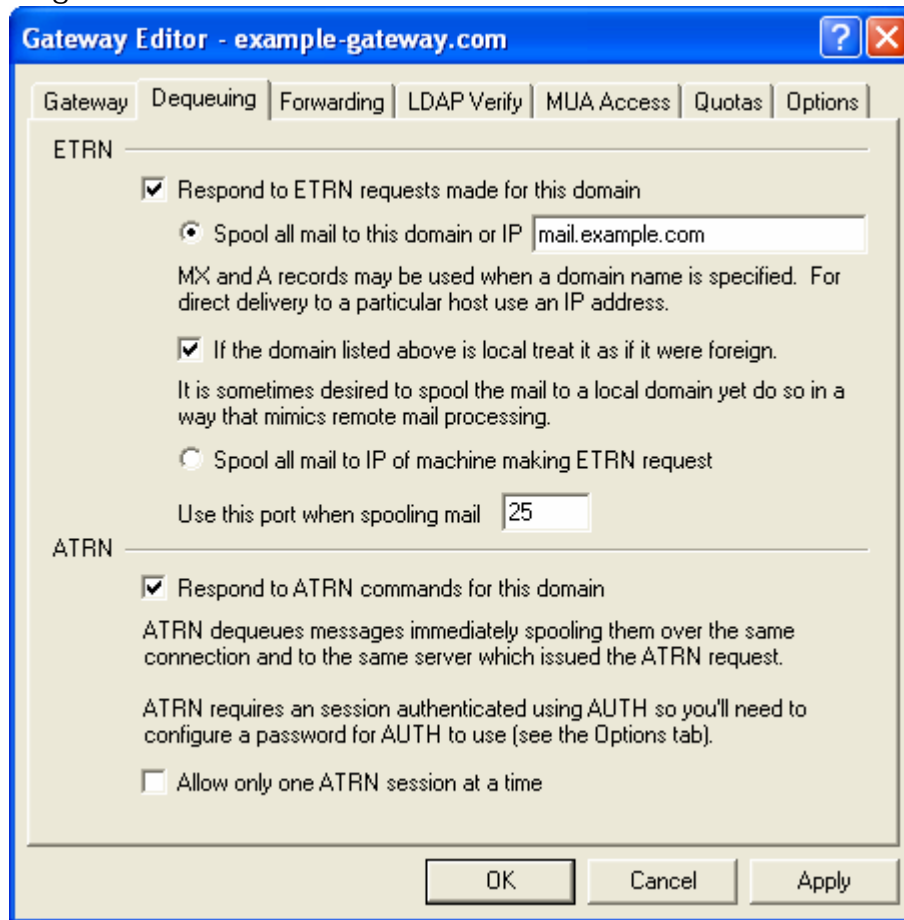 Gateway Editor - example-gateway.com
Gateway Dequeuing Forwarding LDAP Verify MUA Access Quotas Options
ETRN
Respond to ETRN requests made for this domain
Spool all mail to this domain or IP mail.example.com
MX and A records may be used when a domain name is specified. For
direct delivery to a particular host use an IP address.
If the domain listed above is local treat it as if it were foreign.
It is sometimes desired to spool the mail to a local domain yet do so in a
way that mimics remote mail processing.
Spool all mail to IP of machine making ETRN request
Use this port when spooling mail 25
ATRN
Respond to ATRN commands for this domain
ATRN dequeues messages immediately spooling them over the same
connection and to the same server which issued the ATRN request.
ATRN requires an session authenticated using AUTH so you'll need to
configure a password for AUTH to use (see the Options tab).
Allow only one ATRN session at a time
OK Cancel Apply